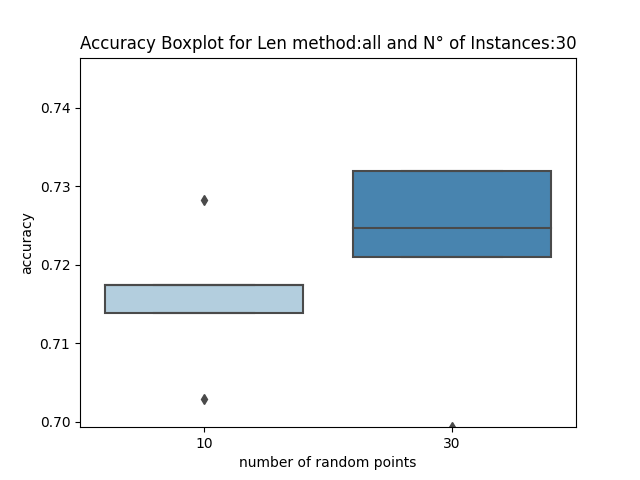 Accuracy Boxplot for Len method:all and N° of Instances:30
0.74
0.73
0.72
0.71
0.70
accuracy
10
30
number of random points